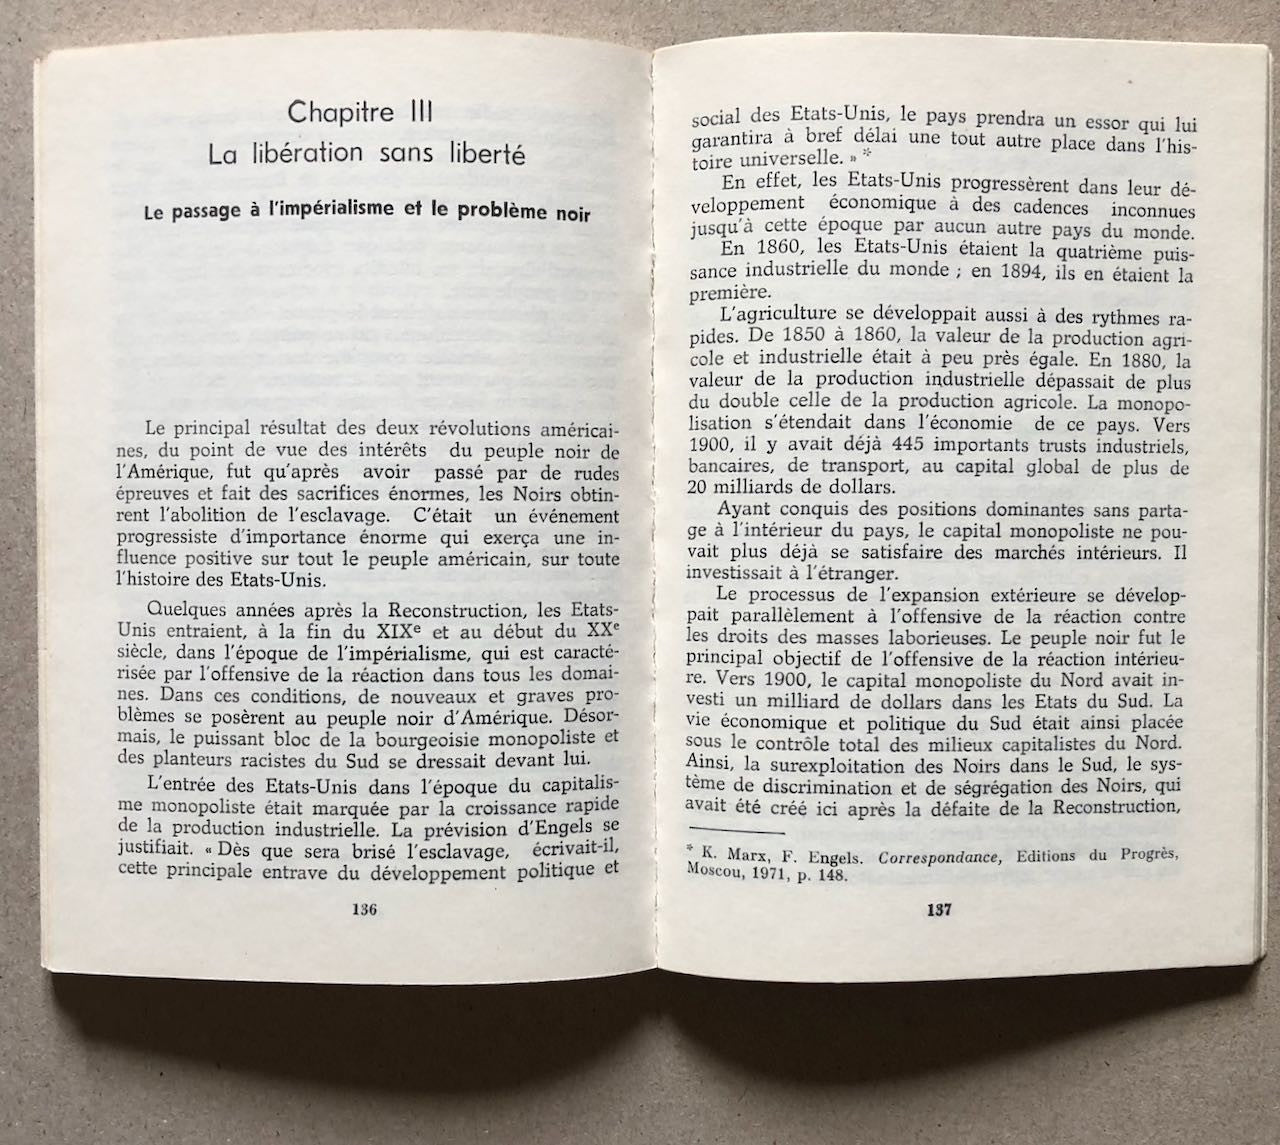 Chapitre III
La libération sans liberté
Le passage à l'impérialisme et le problème noir
Le principal résultat des deux révolutions américai-
nes, du point de vue des intérêts du peuple noir de
l'Amérique, fut qu'après avoir passé par de rudes
épreuves et fait des sacrifices énormes, les Noirs obtin-
rent l'abolition de l'esclavage. C'était un événement
progressiste d'importance énorme qui exerça une in-
fluence positive sur tout le peuple américain, sur toute
l'histoire des Etats-Unis.
Quelques années après la Reconstruction, les Etats-
Unis entraient, à la fin du XIXe et au début du XXe
siècle, dans l'époque de l'impérialisme, qui est caracté-
risée par l'offensive de la réaction dans tous les domai-
nes. Dans ces conditions, de nouveaux et graves pro-
blèmes se posèrent au peuple noir d'Amérique. Désor-
mais, le puissant bloc de la bourgeoisie monopoliste et
des planteurs racistes du Sud se dressait devant lui.
L'entrée des Etats-Unis dans l'époque du capitalis-
me monopoliste était marquée par la croissance rapide
de la production industrielle. La prévision d'Engels se
justifiait. « Dès que sera brisé l'esclavage, écrivait-il,
cette principale entrave du développement politique et
136
social des Etats-Unis, le pays prendra un essor qui lui
garantira à bref délai une tout autre place dans l'his-
toire universelle. » *
En effet, les Etats-Unis progressèrent dans leur dé-
veloppement économique à des cadences inconnues
jusqu'à cette époque par aucun autre pays du monde.
En 1860, les Etats-Unis étaient la quatrième puis-
sance industrielle du monde ; en 1894, ils en étaient la
première.
L'agriculture se développait aussi à des rythmes ra-
pides. De 1850 à 1860, la valeur de la production agri-
cole et industrielle était à peu près égale. En 1880, la
valeur de la production industrielle dépassait de plus
du double celle de la production agricole. La monopo-
lisation s'étendait dans l'économie de ce pays. Vers
1900, il y avait déjà 445 importants trusts industriels,
bancaires, de transport, au capital global de plus de
20 milliards de dollars.
Ayant conquis des positions dominantes sans parta-
ge à l'intérieur du pays, le capital monopoliste ne pou-
vait plus déjà se satisfaire des marchés intérieurs. Il
investissait à l'étranger.
Le processus de l'expansion extérieure se dévelop-
pait parallèlement à l'offensive de la réaction contre
les droits des masses laborieuses. Le peuple noir fut le
principal objectif de l'offensive de la réaction intérieu-
re. Vers 1900, le capital monopoliste du Nord avait in-
vesti un milliard de dollars dans les Etats du Sud. La
vie économique et politique du Sud était ainsi placée
sous le contrôle total des milieux capitalistes du Nord.
Ainsi, la surexploitation des Noirs dans le Sud, le sys-
tème de discrimination et de ségrégation des Noirs, qui
avait été créé ici après la défaite de la Reconstruction,
* K. Marx, F. Engels. Correspondance, Editions du Progrès,
Moscou, 1971, p. 148.
137